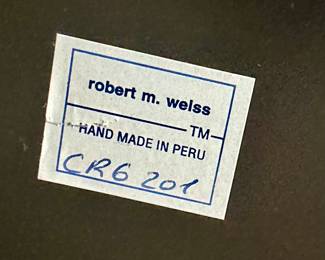 robert m. weiss
TM
HAND MADE IN PERU
CR6 201